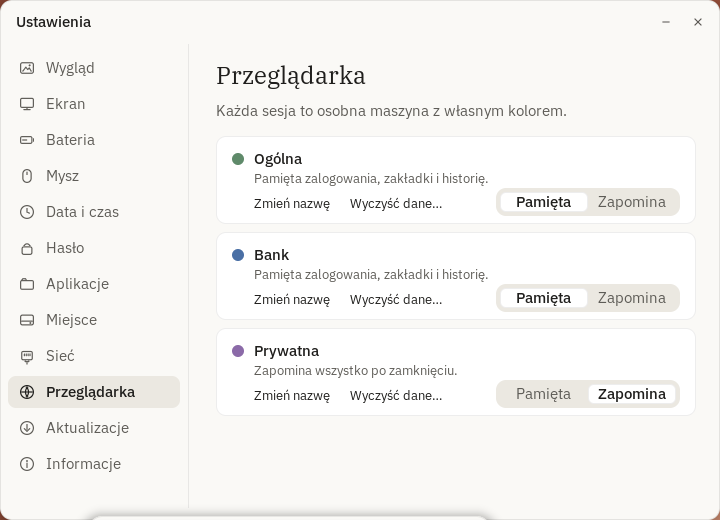 Ustawienia
Wygląd
Ekran
Bateria
Mysz
Data i czas
Hasło
Aplikacje
Miejsce
Sieć
Przeglądarka
Aktualizacje
Informacje
Przeglądarka
Każda sesja to osobna maszyna z własnym kolorem.
Ogólna
Pamięta zalogowania, zakładki i historię.
Zmień nazwę Wyczyść dane... Pamięta Zapomina
Bank
Pamięta zalogowania, zakładki i historię.
Zmień nazwę Wyczyść dane... Pamięta Zapomina
Prywatna
Zapomina wszystko po zamknięciu.
Zmień nazwę Wyczyść dane... Pamięta Zapomina